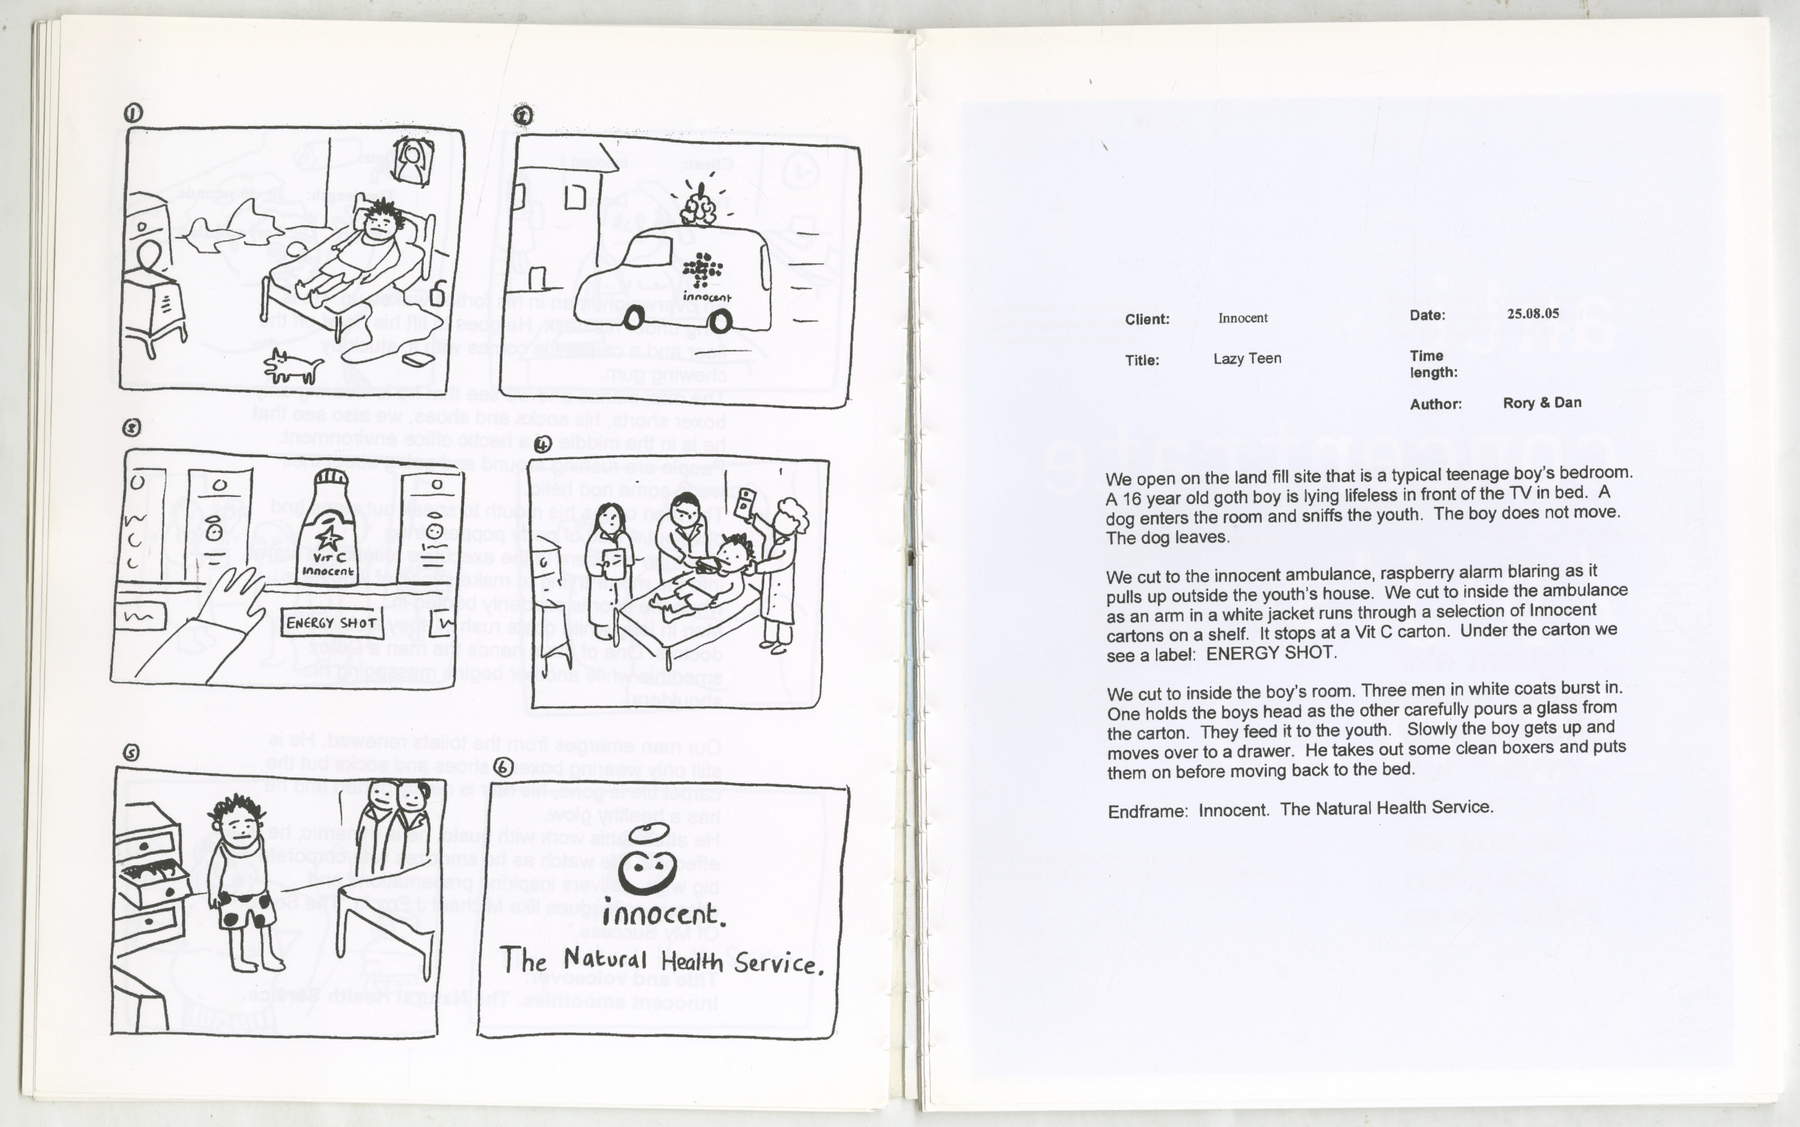 1
2
innocent
3
Vit C
innocent
ENERGY SHOT
4
5
6
innocent.
The Natural Health Service.
Client: Innocent
Date: 25.08.05
Title: Lazy Teen
Time
length:
Author: Rory & Dan
We open on the land fill site that is a typical teenage boy's bedroom.
A 16 year old goth boy is lying lifeless in front of the TV in bed. A
dog enters the room and sniffs the youth. The boy does not move.
The dog leaves.
We cut to the innocent ambulance, raspberry alarm blaring as it
pulls up outside the youth's house. We cut to inside the ambulance
as an arm in a white jacket runs through a selection of Innocent
cartons on a shelf. It stops at a Vit C carton. Under the carton we
see a label: ENERGY SHOT.
We cut to inside the boy's room. Three men in white coats burst in.
One holds the boys head as the other carefully pours a glass from
the carton. They feed it to the youth. Slowly the boy gets up and
moves over to a drawer. He takes out some clean boxers and puts
them on before moving back to the bed.
Endframe: Innocent. The Natural Health Service.